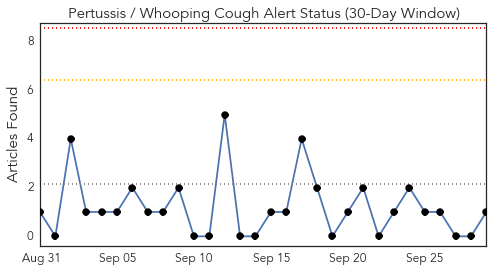 Pertussis / Whooping Cough Alert Status (30-Day Window)
Articles Found
8
6
4
2
0
Aug 31
Sep 05
Sep 10
Sep 15
Sep 20
Sep 25